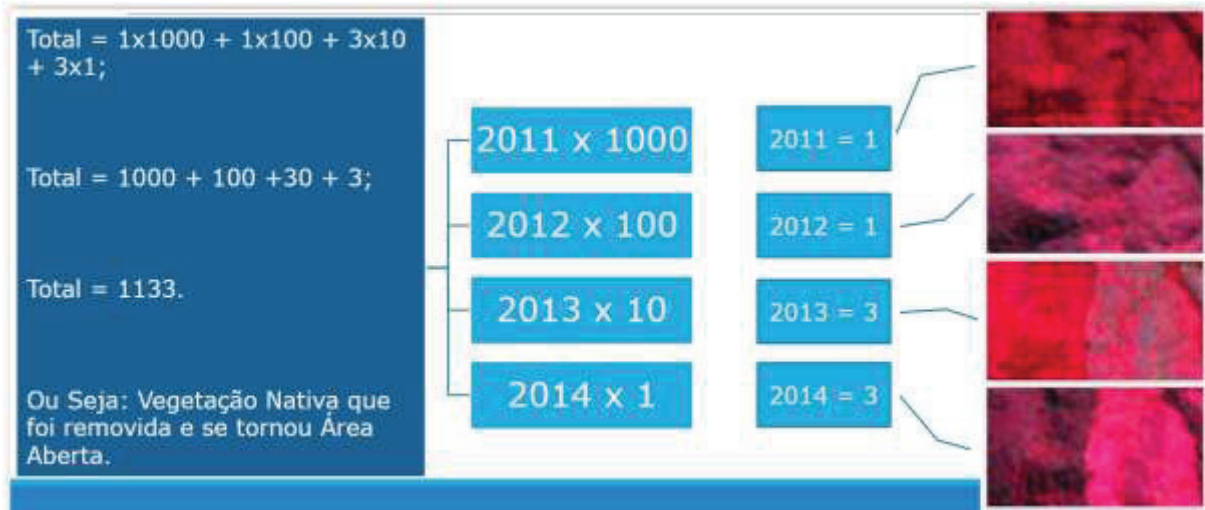 Total = 1x1000 + 1x100 + 3x10
+ 3x1;
Total = 1000 + 100 +30 + 3;
Total = 1133.
Ou Seja: Vegetação Nativa que
foi removida e se tornou Área
Aberta.
2011 x 1000
2012 x 100
2013 x 10
2014 x 1
2011 = 1
2012 = 1
2013 = 3
2014 = 3